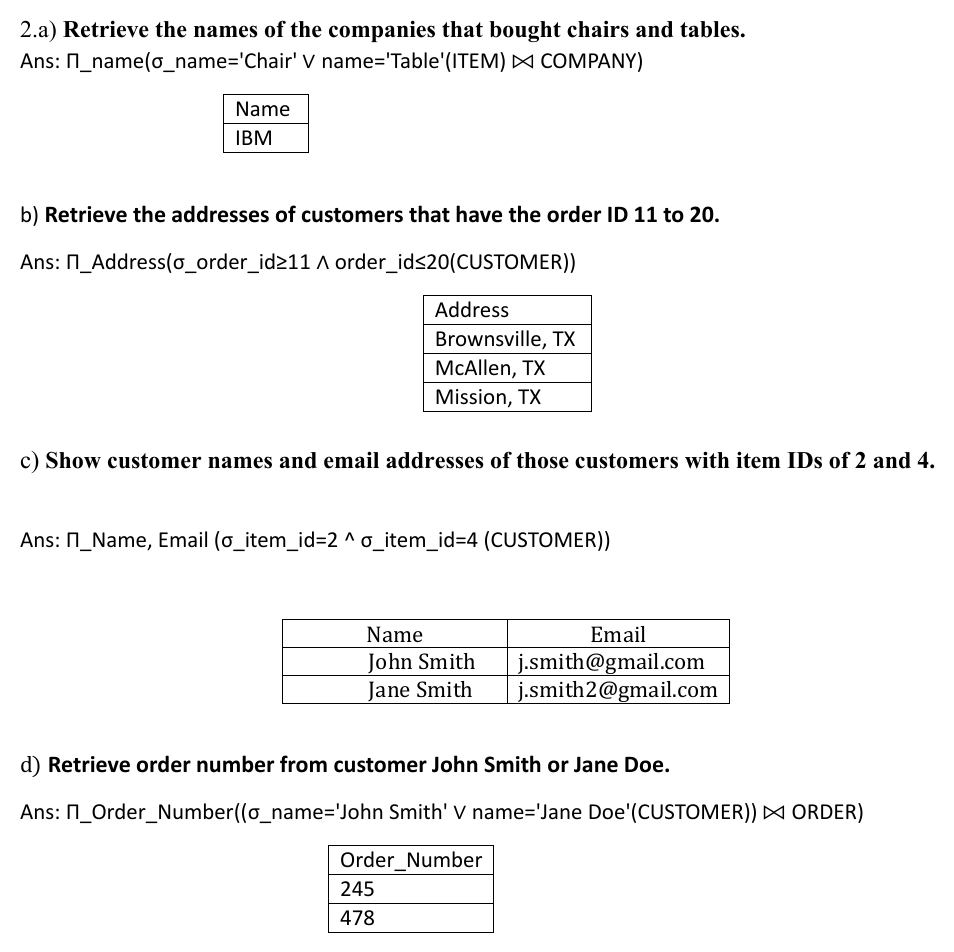 2.a) Retrieve the names of the companies that bought chairs and tables.
Ans: Π_name(σ_name='Chair' ∨ name='Table'(ITEM) ⋈ COMPANY)
Name
IBM
b) Retrieve the addresses of customers that have the order ID 11 to 20.
Ans: Π_Address(σ_order_id≥11 ∧ order_id≤20(CUSTOMER))
Address
Brownsville, TX
McAllen, TX
Mission, TX
c) Show customer names and email addresses of those customers with item IDs of 2 and 4.
Ans: Π_Name, Email (σ_item_id=2 ^ σ_item_id=4 (CUSTOMER))
Name Email
John Smith j.smith@gmail.com
Jane Smith j.smith2@gmail.com
d) Retrieve order number from customer John Smith or Jane Doe.
Ans: Π_Order_Number((σ_name='John Smith' ∨ name='Jane Doe'(CUSTOMER)) ⋈ ORDER)
Order_Number
245
478